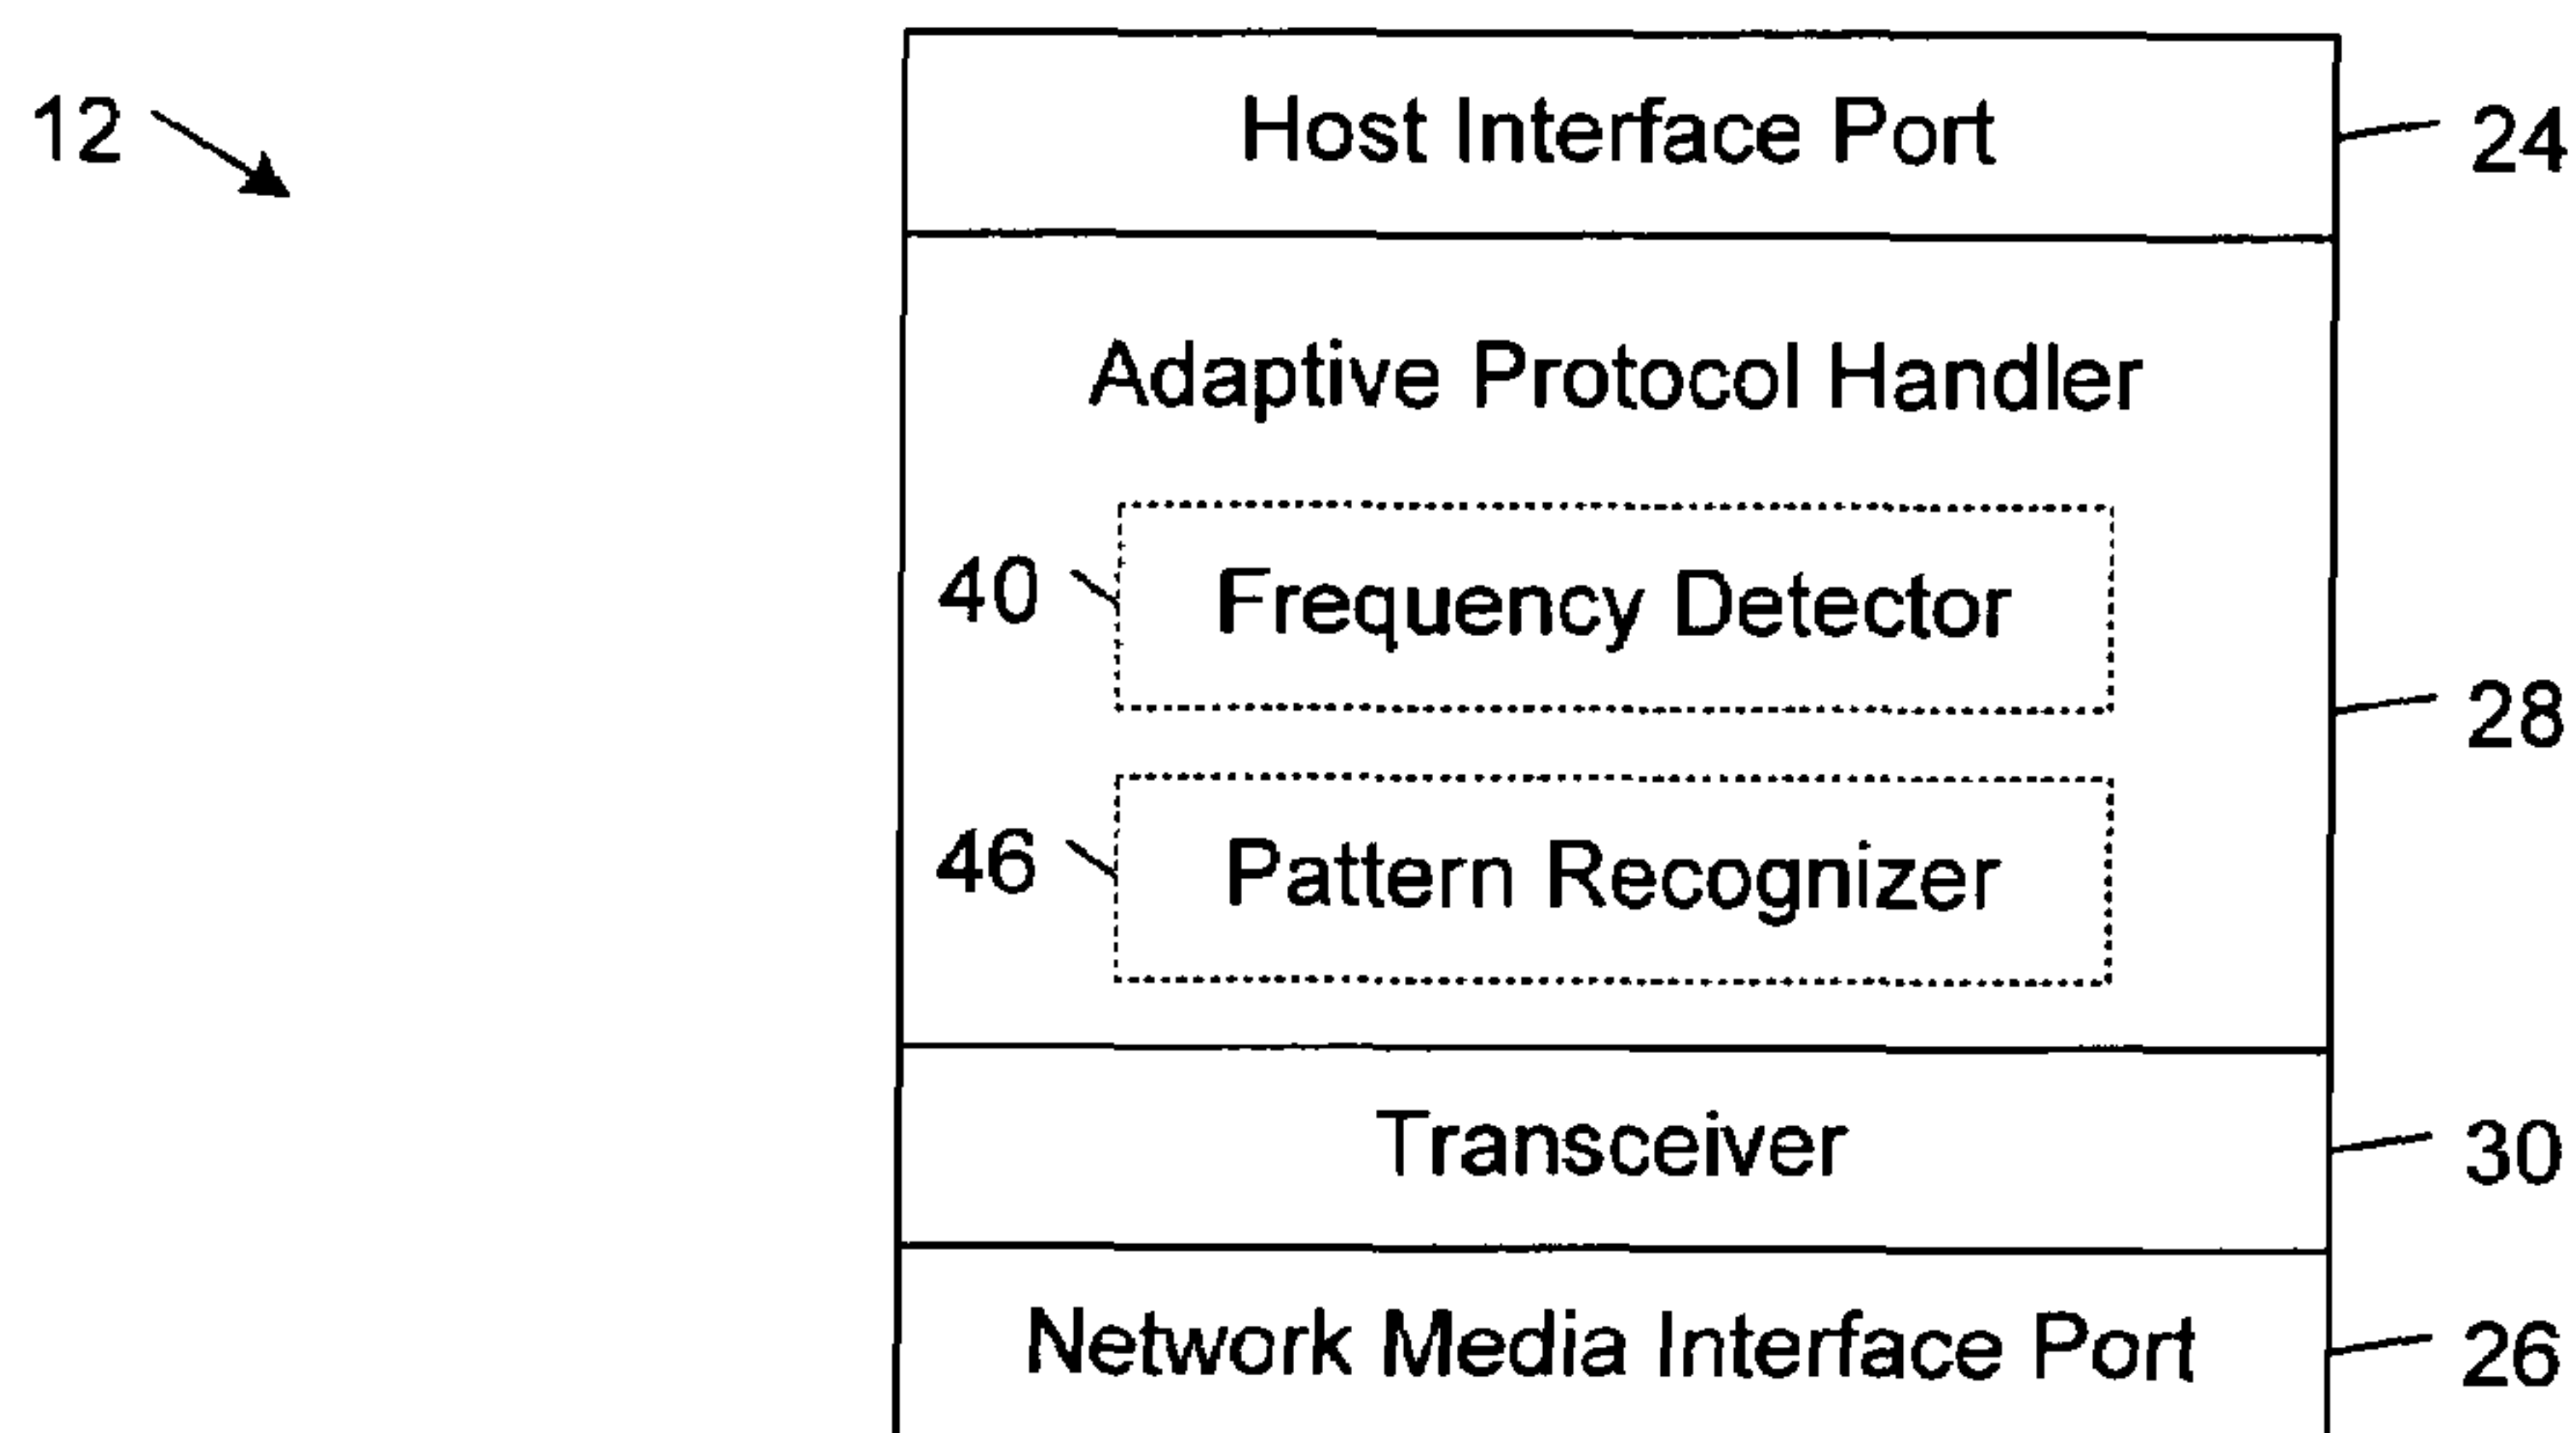 12
Host Interface Port
24
Adaptive Protocol Handler
40
Frequency Detector
28
46
Pattern Recognizer
Transceiver
30
Network Media Interface Port
26